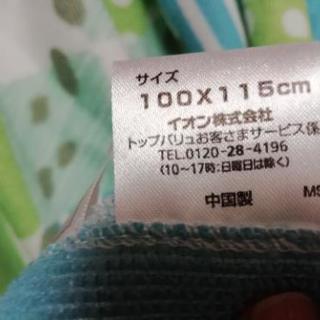 サイズ
100X115cm
イオン株式会社
トップバリュお客さまサービス係
TEL.0120-28-4196
(10~17時:日曜日は除く)
中国製 MS